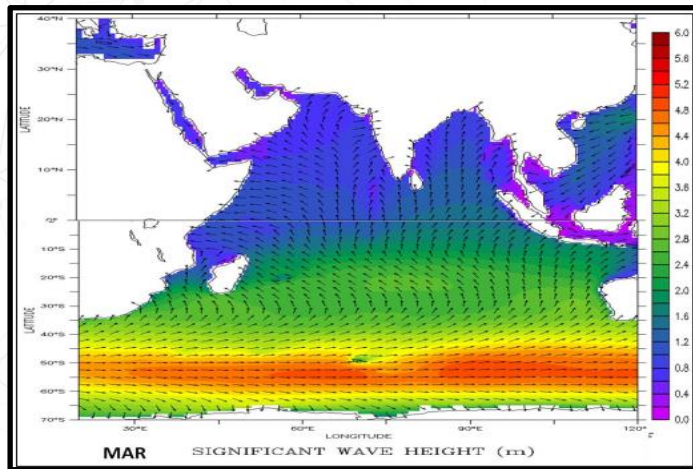 40°N
30°N
LATITUDE
20°N
10°N
0°
10°S
20°S
LATITUDE
30°S
40°S
50°S
60°S
70°S
30°E
60°E
90°E
120°E
LONGITUDE
MAR
SIGNIFICANT WAVE HEIGHT (m)
6.0
5.6
5.2
4.8
4.4
4.0
3.6
3.2
2.8
2.4
2.0
1.6
1.2
0.8
0.4
0.0